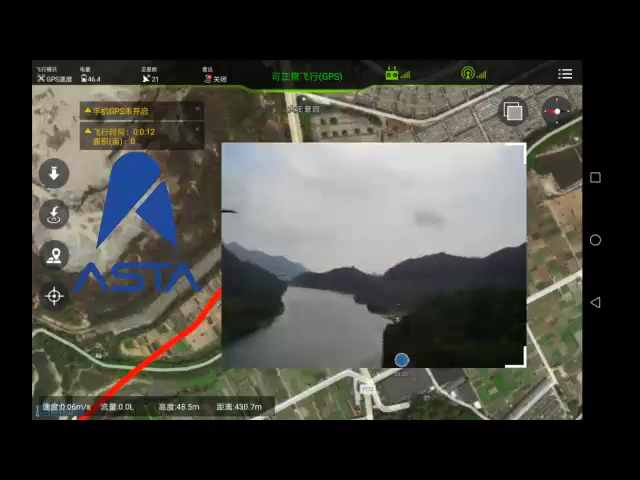 飞行模式
GPS速度
电量
46.4
卫星数
21
雷达
关闭
可正常飞行(GPS)
手机GPS未开启
飞行时间：0:0.12
面积(亩)：0
ASTA
速度:0.06m/s 流量:0.0L 高度:48.5m 距离:430.7m